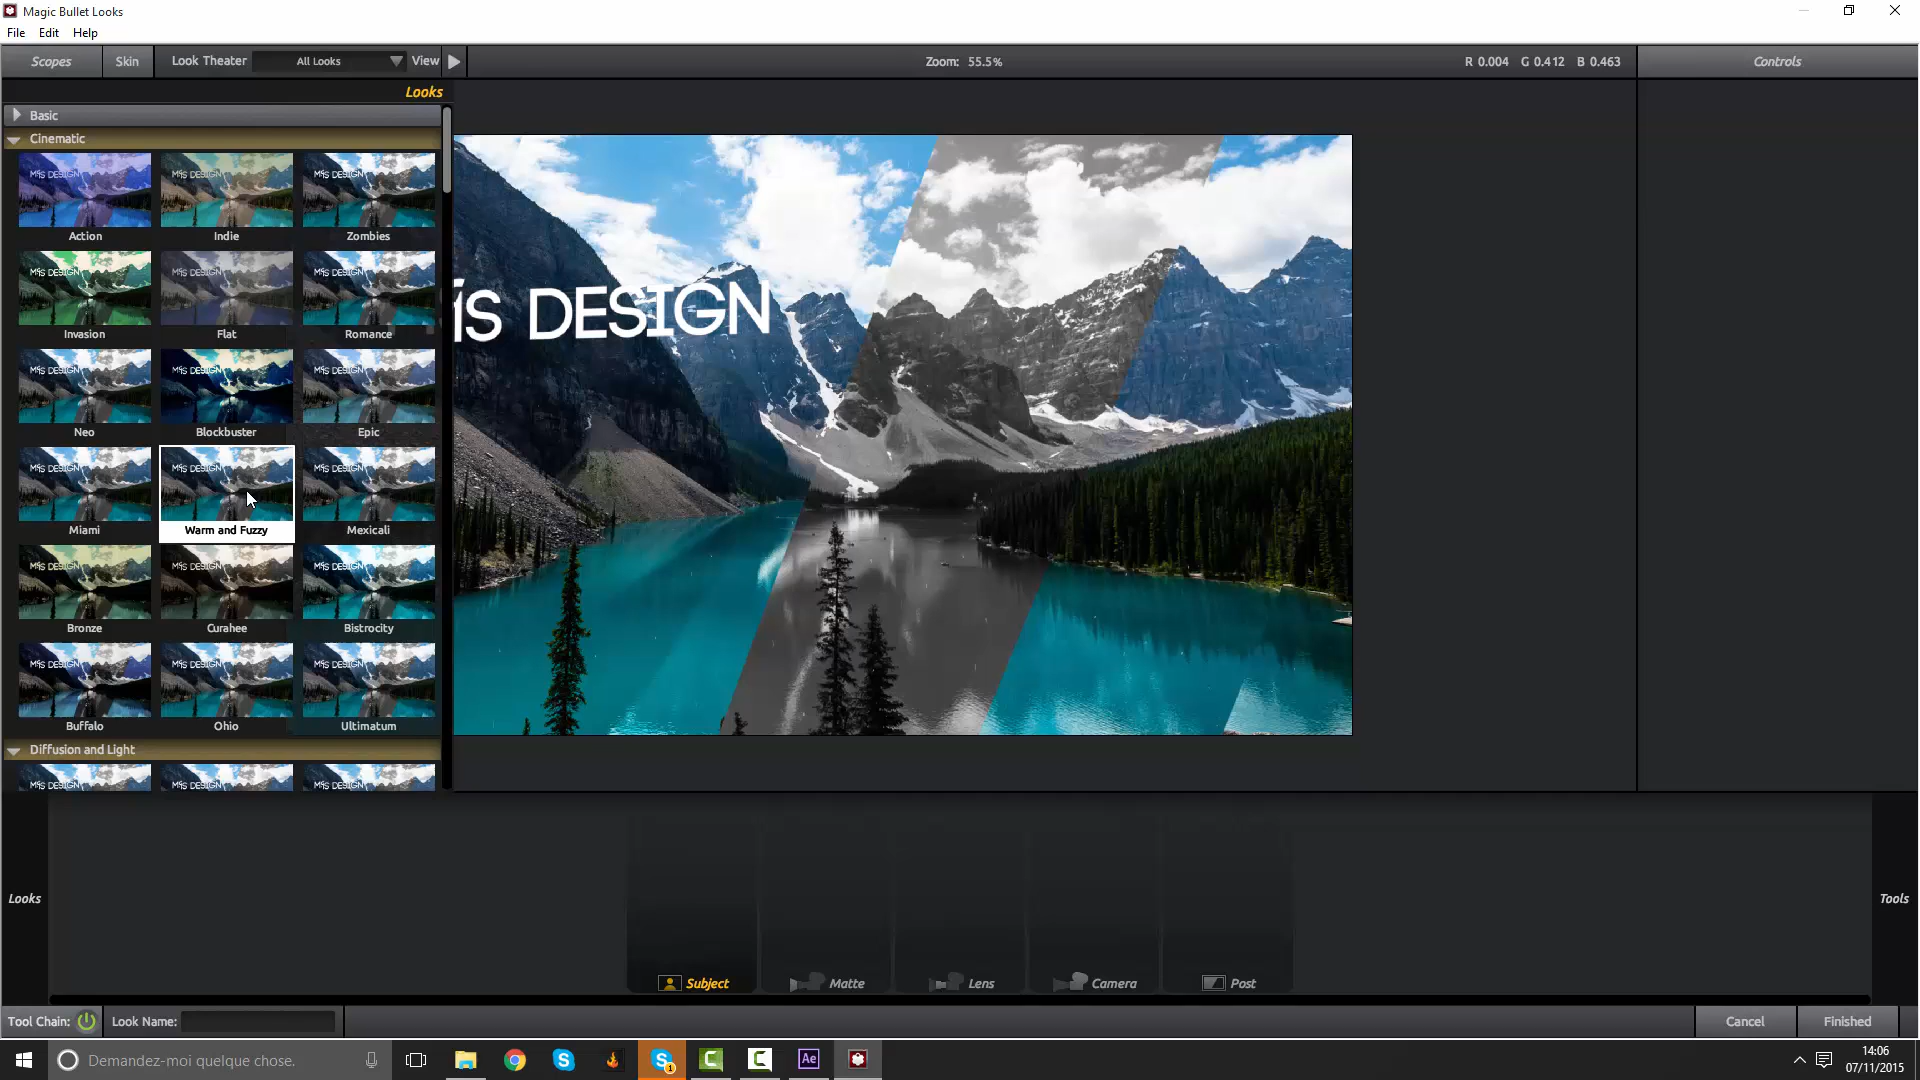 Magic Bullet Looks
File Edit Help
Scopes Skin Look Theater All Looks View Zoom: 55.5% R 0.004 G 0.412 B 0.463 Controls
Looks
Basic
Cinematic
Action Indie Zombies
Invasion Flat Romance
is DESIGN
Neo Blockbuster Epic
Miami Warm and Fuzzy Mexicali
Bronze Curahee Bistrocity
Buffalo Ohio Ultimatum
Diffusion and Light
Looks
Tools
Subject Matte Lens Camera Post
Tool Chain: Look Name: Cancel Finished
Demandez-moi quelque chose.
Ae
1
14:06
07/11/2015